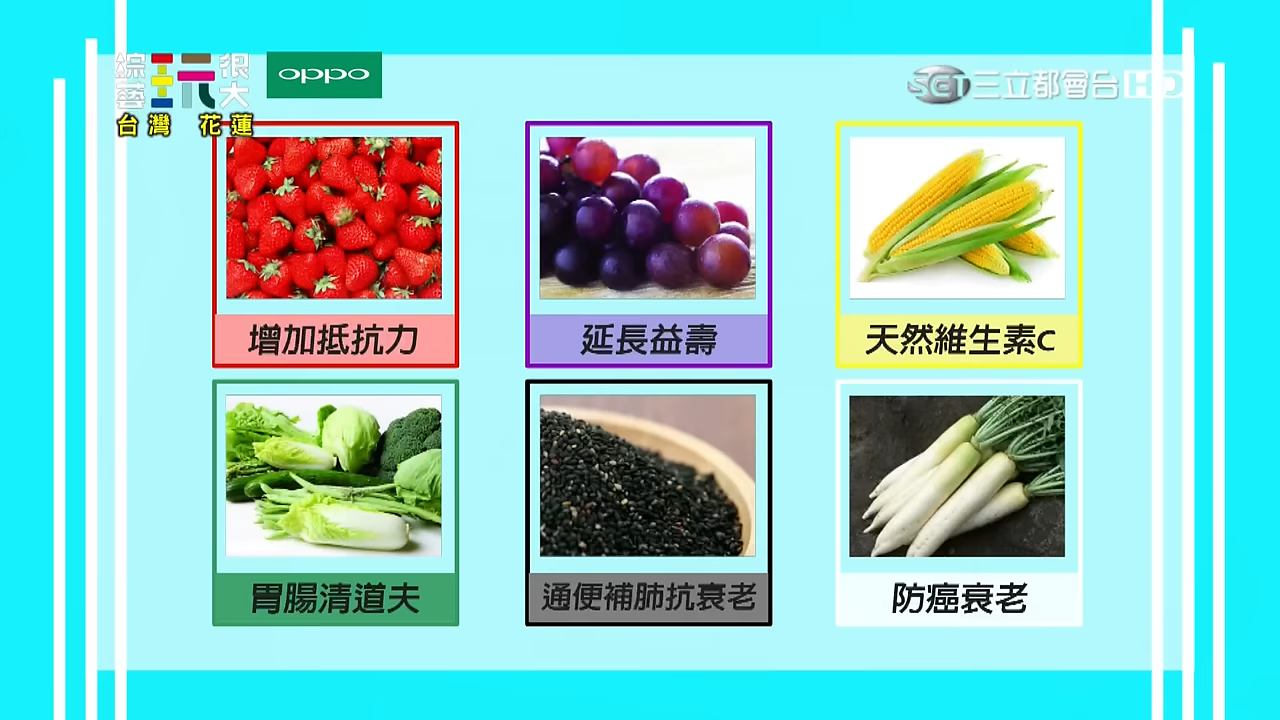 綜藝玩很大
台灣 花蓮
oppo
SET三立都會台HD
增加抵抗力
延長益壽
天然維生素C
胃腸清道夫
通便補肺抗衰老
防癌衰老